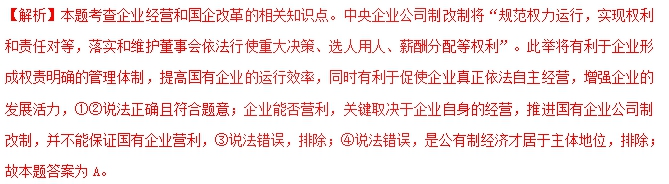 【解析】本题考查企业经营和国企改革的相关知识点。中央企业公司制改制将“规范权力运行，实现权利
和责任对等，落实和维护董事会依法行使重大决策、选人用人、薪酬分配等权利”。此举将有利于企业形
成权责明确的管理体制，提高国有企业的运行效率，同时有利于促使企业真正依法自主经营，增强企业的
发展活力，①②说法正确且符合题意；企业能否营利，关键取决于企业自身的经营，推进国有企业公司制
改制，并不能保证国有企业营利，③说法错误，排除；④说法错误，是公有制经济才居于主体地位，排除；
故本题答案为 A。